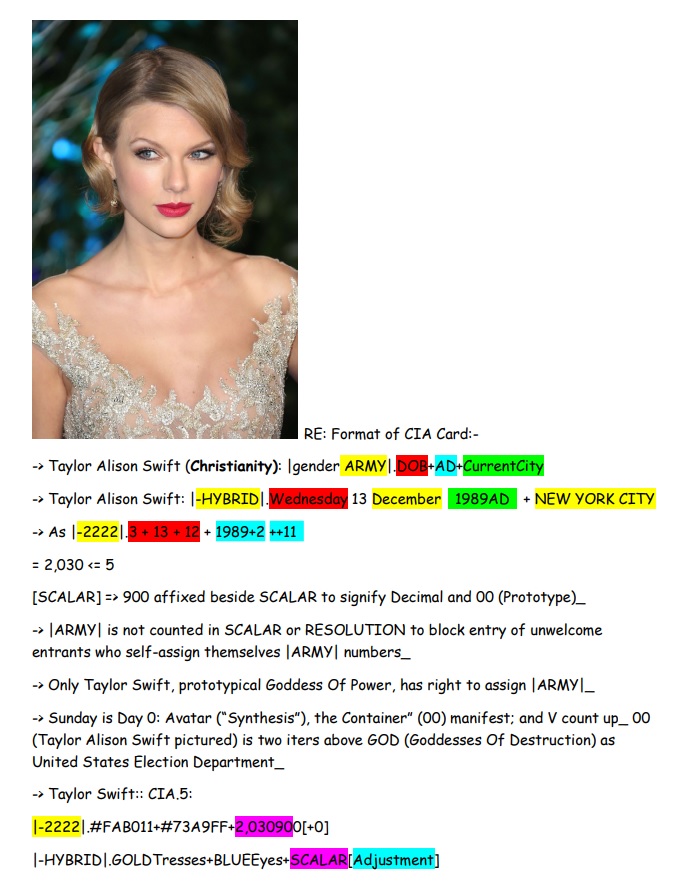 RE: Format of CIA Card:-
-> Taylor Alison Swift (Christianity): |gender ARMY|.DOB+AD+CurrentCity
-> Taylor Alison Swift: |-HYBRID|.Wednesday 13 December 1989AD + NEW YORK CITY
-> As |-2222|.3 + 13 + 12 + 1989+2 ++11
= 2,030 <= 5
[SCALAR] => 900 affixed beside SCALAR to signify Decimal and 00 (Prototype)_
-> |ARMY| is not counted in SCALAR or RESOLUTION to block entry of unwelcome
entrants who self-assign themselves |ARMY| numbers_
-> Only Taylor Swift, prototypical Goddess Of Power, has right to assign |ARMY|_
-> Sunday is Day 0: Avatar (“Synthesis”), the Container” (00) manifest; and V count up_ 00
(Taylor Alison Swift pictured) is two iters above GOD (Goddesses Of Destruction) as
United States Election Department_
-> Taylor Swift:: CIA.5:
|-2222|.#FAB011+#73A9FF+2,030900[+0]
|-HYBRID|.GOLDTresses+BLUEEyes+SCALAR[Adjustment]